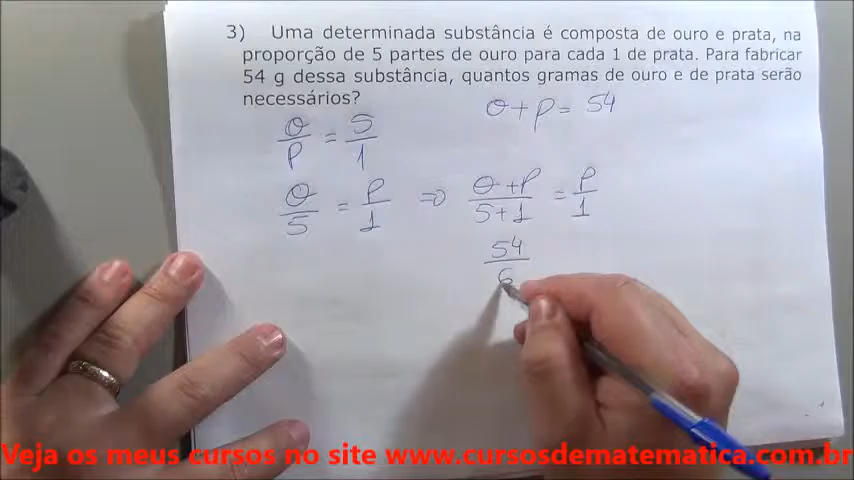 3) Uma determinada substância é composta de ouro e prata, na
proporção de 5 partes de ouro para cada 1 de prata. Para fabricar
54 g dessa substância, quantos gramas de ouro e de prata serão
necessários?
O + P = 54
O/P = 5/1
O/5 = P/1 ⇒ O+P/5+1 = P/1
54/6
Veja os meus cursos no site www.cursosdematematica.com.br